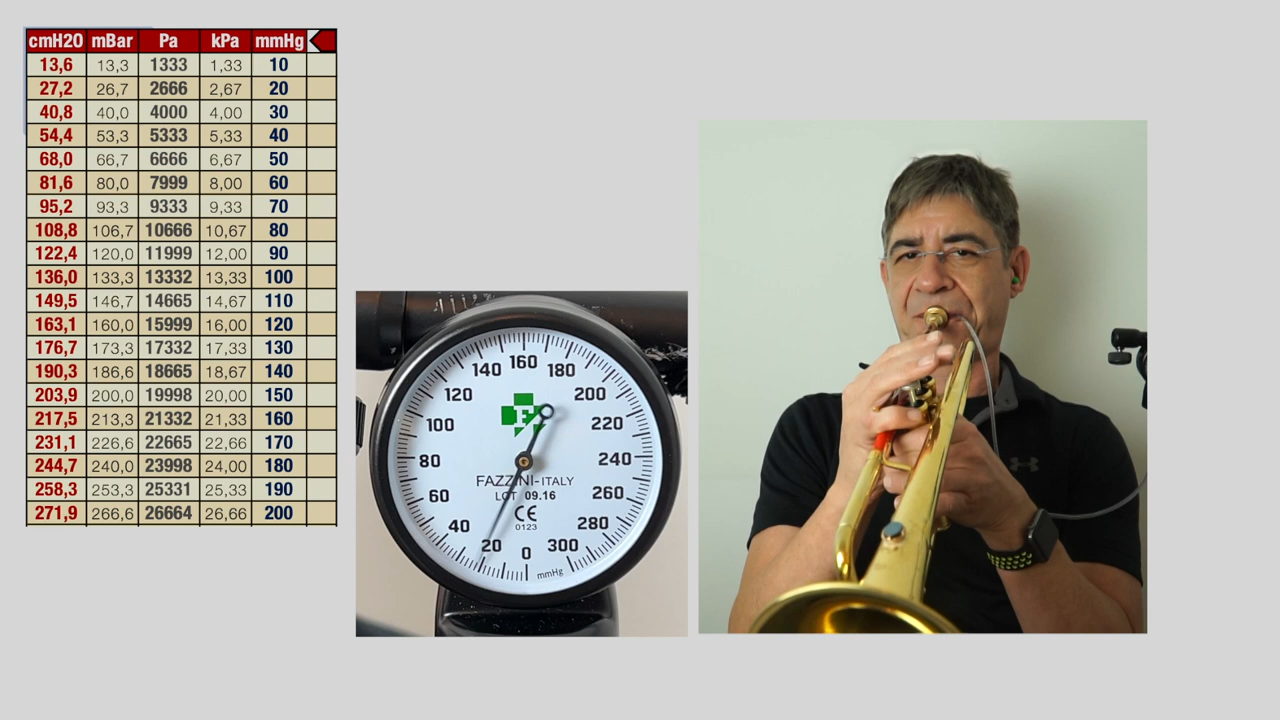 cmH2O mBar Pa kPa mmHg
13,6 13,3 1333 1,33 10
27,2 26,7 2666 2,67 20
40,8 40,0 4000 4,00 30
54,4 53,3 5333 5,33 40
68,0 66,7 6666 6,67 50
81,6 80,0 7999 8,00 60
95,2 93,3 9333 9,33 70
108,8 106,7 10666 10,67 80
122,4 120,0 11999 12,00 90
136,0 133,3 13332 13,33 100
149,5 146,7 14665 14,67 110
163,1 160,0 15999 16,00 120
176,7 173,3 17332 17,33 130
190,3 186,6 18665 18,67 140
203,9 200,0 19998 20,00 150
217,5 213,3 21332 21,33 160
231,1 226,6 22665 22,66 170
244,7 240,0 23998 24,00 180
258,3 253,3 25331 25,33 190
271,9 266,6 26664 26,66 200
140 160 180
120 200
100 F 220
80 240
FAZZINI-ITALY
60 LOT 09.16 260
CE
40 0123 280
20 0 300
mmHg